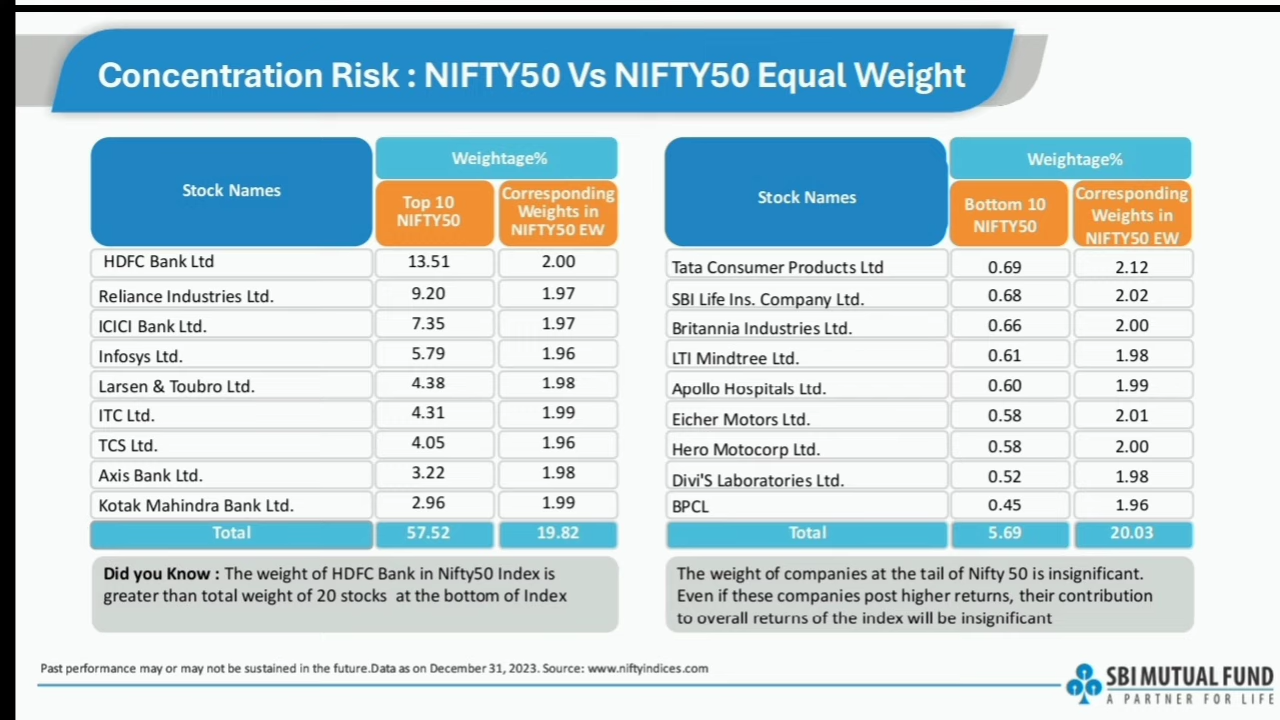 Concentration Risk : NIFTY50 Vs NIFTY50 Equal Weight
Stock Names
Weightage%
Top 10
NIFTY50
Corresponding
Weights in
NIFTY50 EW
HDFC Bank Ltd 13.51 2.00
Reliance Industries Ltd. 9.20 1.97
ICICI Bank Ltd. 7.35 1.97
Infosys Ltd. 5.79 1.96
Larsen & Toubro Ltd. 4.38 1.98
ITC Ltd. 4.31 1.99
TCS Ltd. 4.05 1.96
Axis Bank Ltd. 3.22 1.98
Kotak Mahindra Bank Ltd. 2.96 1.99
Total 57.52 19.82
Did you Know : The weight of HDFC Bank in Nifty50 Index is
greater than total weight of 20 stocks at the bottom of Index
Stock Names
Weightage%
Bottom 10
NIFTY50
Corresponding
Weights in
NIFTY50 EW
Tata Consumer Products Ltd 0.69 2.12
SBI Life Ins. Company Ltd. 0.68 2.02
Britannia Industries Ltd. 0.66 2.00
LTI Mindtree Ltd. 0.61 1.98
Apollo Hospitals Ltd. 0.60 1.99
Eicher Motors Ltd. 0.58 2.01
Hero Motocorp Ltd. 0.58 2.00
Divi'S Laboratories Ltd. 0.52 1.98
BPCL 0.45 1.96
Total 5.69 20.03
The weight of companies at the tail of Nifty 50 is insignificant.
Even if these companies post higher returns, their contribution
to overall returns of the index will be insignificant
Past performance may or may not be sustained in the future.Data as on December 31, 2023. Source: www.niftyindices.com
SBI MUTUAL FUND
A PARTNER FOR LIFE